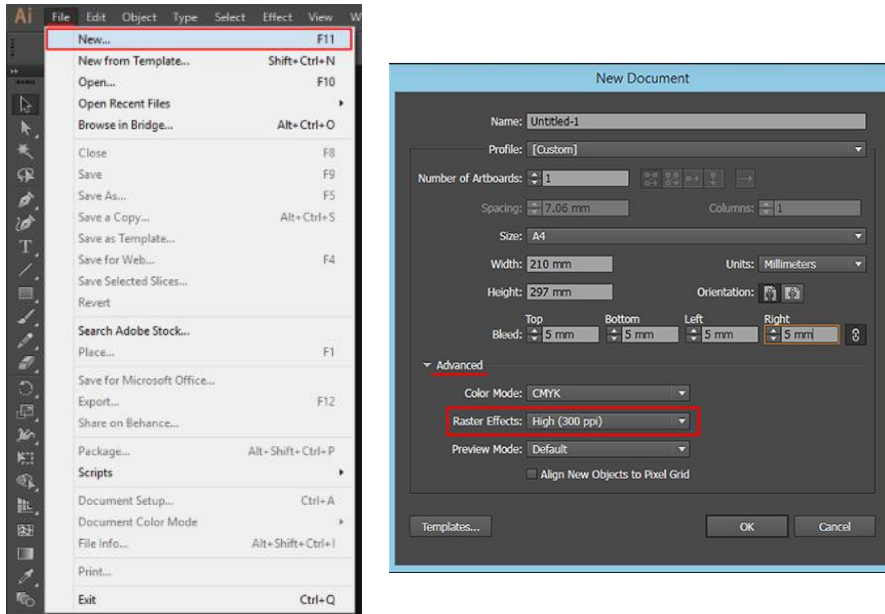 Ai File Edit Object Type Select Effect View W
New... F11
New from Template... Shift+Ctrl+N
Open... F10
Open Recent Files
Browse in Bridge... Alt+Ctrl+O
Close F8
Save F9
Save As... F5
Save a Copy... Alt+Ctrl+S
Save as Template...
Save for Web... F4
Save Selected Slices...
Revert
Search Adobe Stock...
Place... F1
Save for Microsoft Office...
Export... F12
Share on Behance...
Package... Alt+Shift+Ctrl+P
Scripts
Document Setup... Ctrl+A
Document Color Mode
File Info... Alt+Shift+Ctrl+I
Print...
Exit Ctrl+Q
New Document
Name: Untitled-1
Profile: [Custom]
Number of Artboards: 1
Spacing: 7.06 mm Columns: 1
Size: A4
Width: 210 mm Units: Millimeters
Height: 297 mm Orientation:
Top Bottom Left Right
Bleed: 5 mm 5 mm 5 mm 5 mm
Advanced
Color Mode: CMYK
Raster Effects: High (300 ppi)
Preview Mode: Default
Align New Objects to Pixel Grid
Templates... OK Cancel